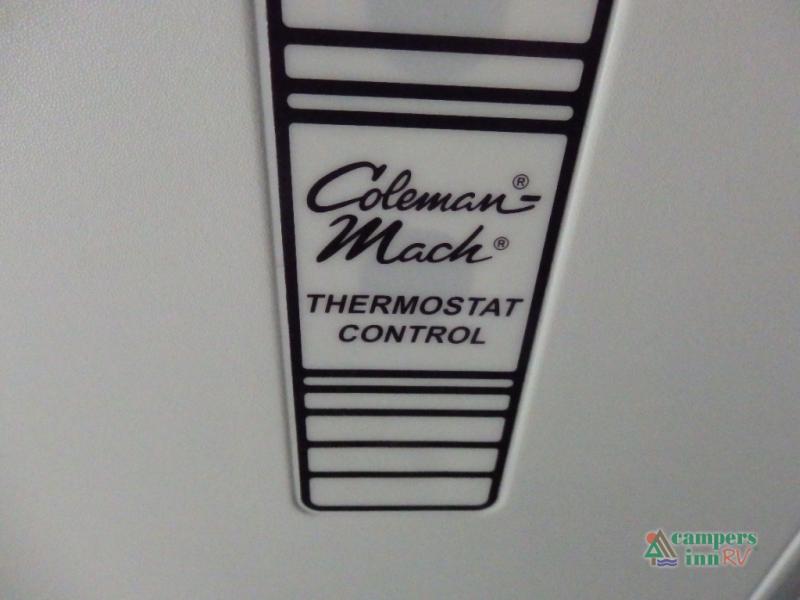 Coleman-®
Mach®
THERMOSTAT
CONTROL
campers
inn RV